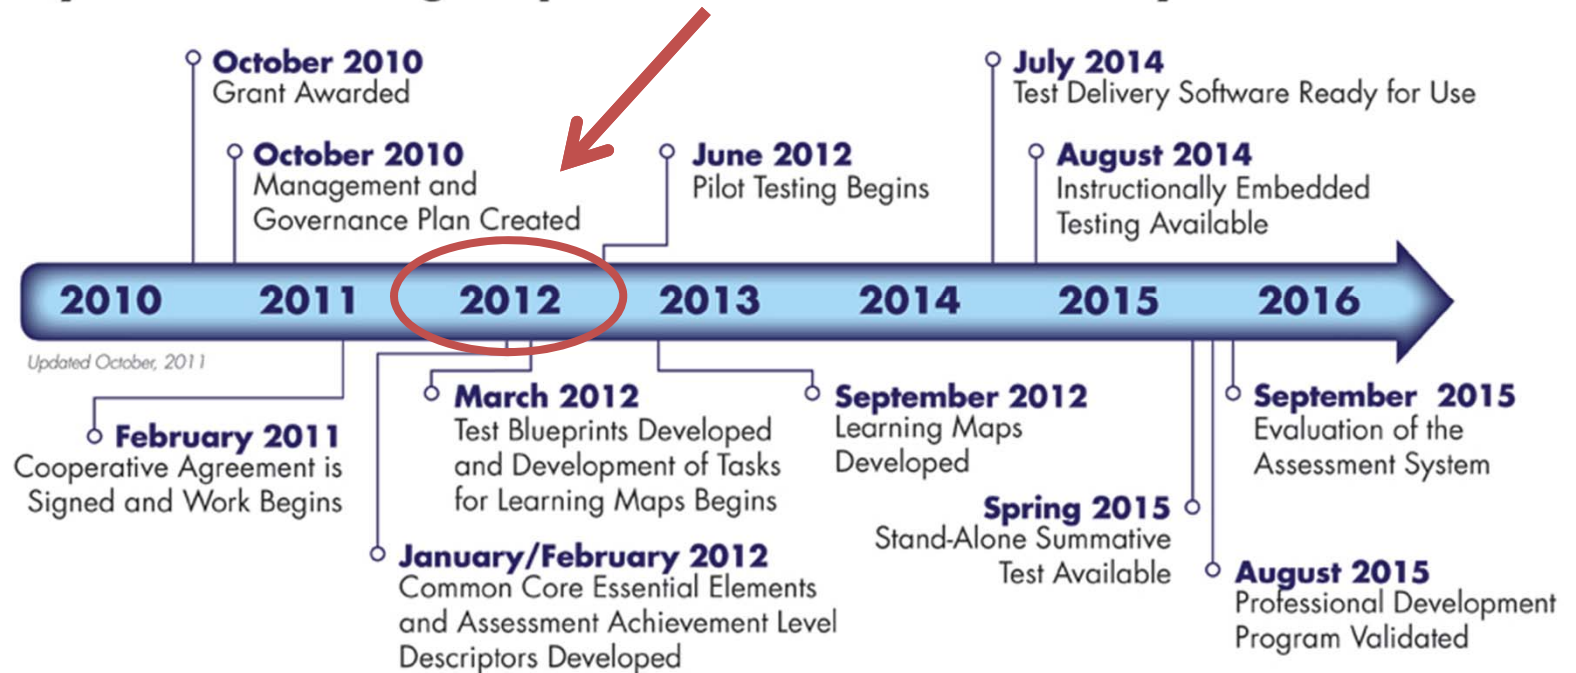 October 2010
Grant Awarded
October 2010
Management and
Governance Plan Created
June 2012
Pilot Testing Begins
July 2014
Test Delivery Software Ready for Use
August 2014
Instructionally Embedded
Testing Available
2010 2011 2012 2013 2014 2015 2016
Updated October, 2011
February 2011
Cooperative Agreement is
Signed and Work Begins
March 2012
Test Blueprints Developed
and Development of Tasks
for Learning Maps Begins
January/February 2012
Common Core Essential Elements
and Assessment Achievement Level
Descriptors Developed
September 2012
Learning Maps
Developed
Spring 2015
Stand-Alone Summative
Test Available
September 2015
Evaluation of the
Assessment System
August 2015
Professional Development
Program Validated